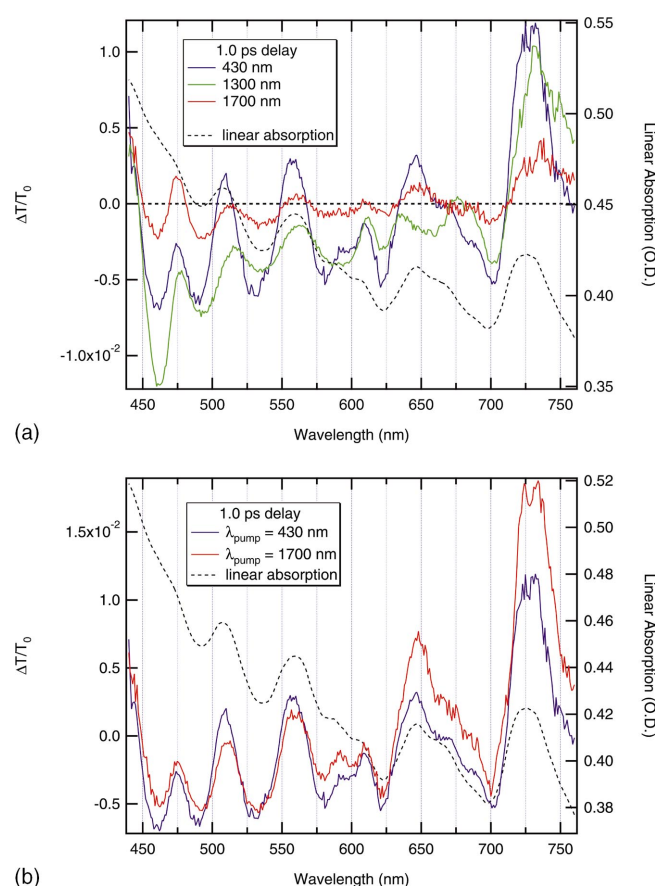 1.0 ps delay
430 nm
1300 nm
1700 nm
linear absorption
1.0
0.5
0.0
-0.5
-1.0x10⁻²
ΔT/T₀
0.55
0.50
0.45
0.40
0.35
Linear Absorption (O.D.)
450 500 550 600 650 700 750
Wavelength (nm)
(a)
1.0 ps delay
λpump = 430 nm
λpump = 1700 nm
linear absorption
1.5x10⁻²
1.0
0.5
0.0
-0.5
ΔT/T₀
0.52
0.50
0.48
0.46
0.44
0.42
0.40
0.38
Linear Absorption (O.D.)
450 500 550 600 650 700 750
Wavelength (nm)
(b)